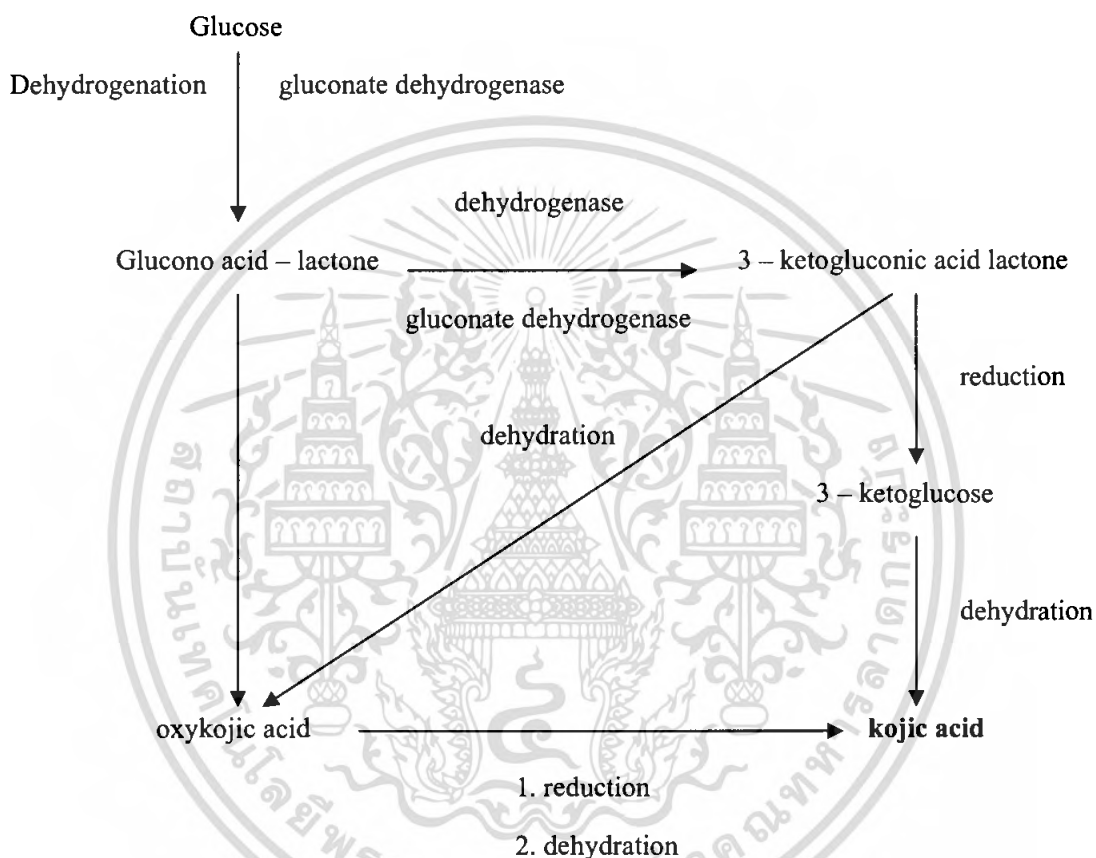 Glucose
Dehydrogenation gluconate dehydrogenase
dehydrogenase
Glucono acid – lactone 3 – ketogluconic acid lactone
gluconate dehydrogenase
reduction
dehydration
3 – ketoglucose
dehydration
oxykojic acid kojic acid
1. reduction
2. dehydration